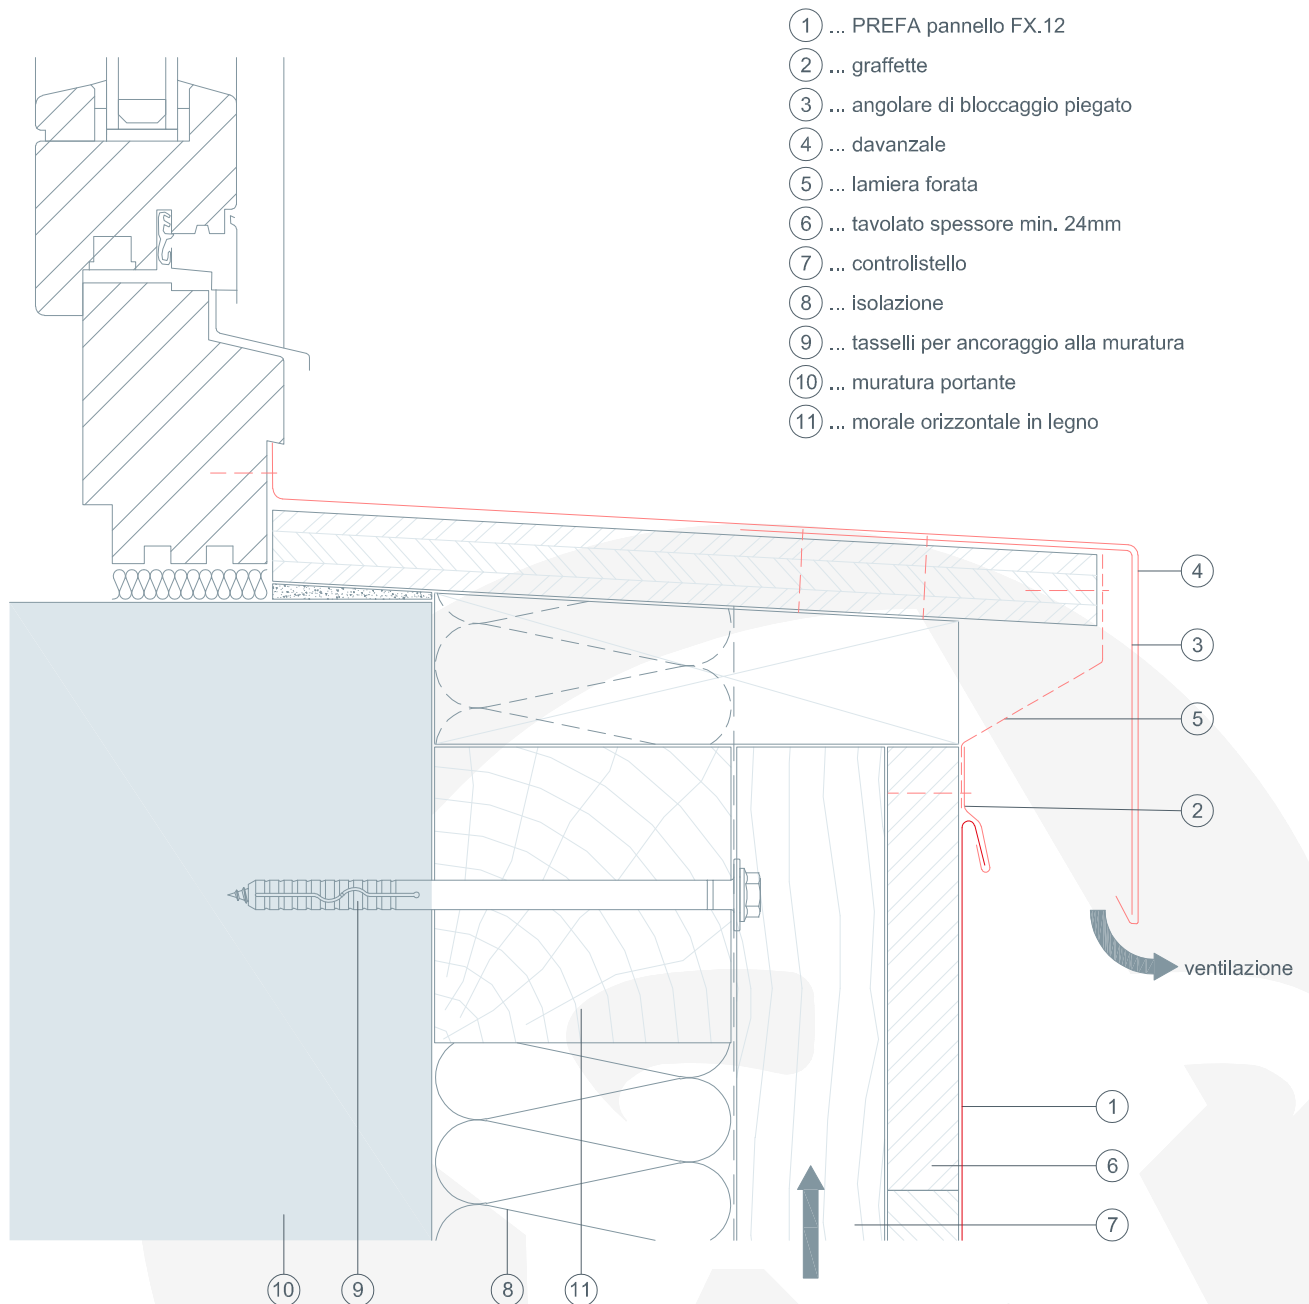 1 ... PREFA pannello FX.12
2 ... graffette
3 ... angolare di bloccaggio piegato
4 ... davanzale
5 ... lamiera forata
6 ... tavolato spessore min. 24mm
7 ... controlistello
8 ... isolazione
9 ... tasselli per ancoraggio alla muratura
10 ... muratura portante
11 ... morale orizzontale in legno
4
3
5
2
ventilazione
1
6
7
10
9
8
11